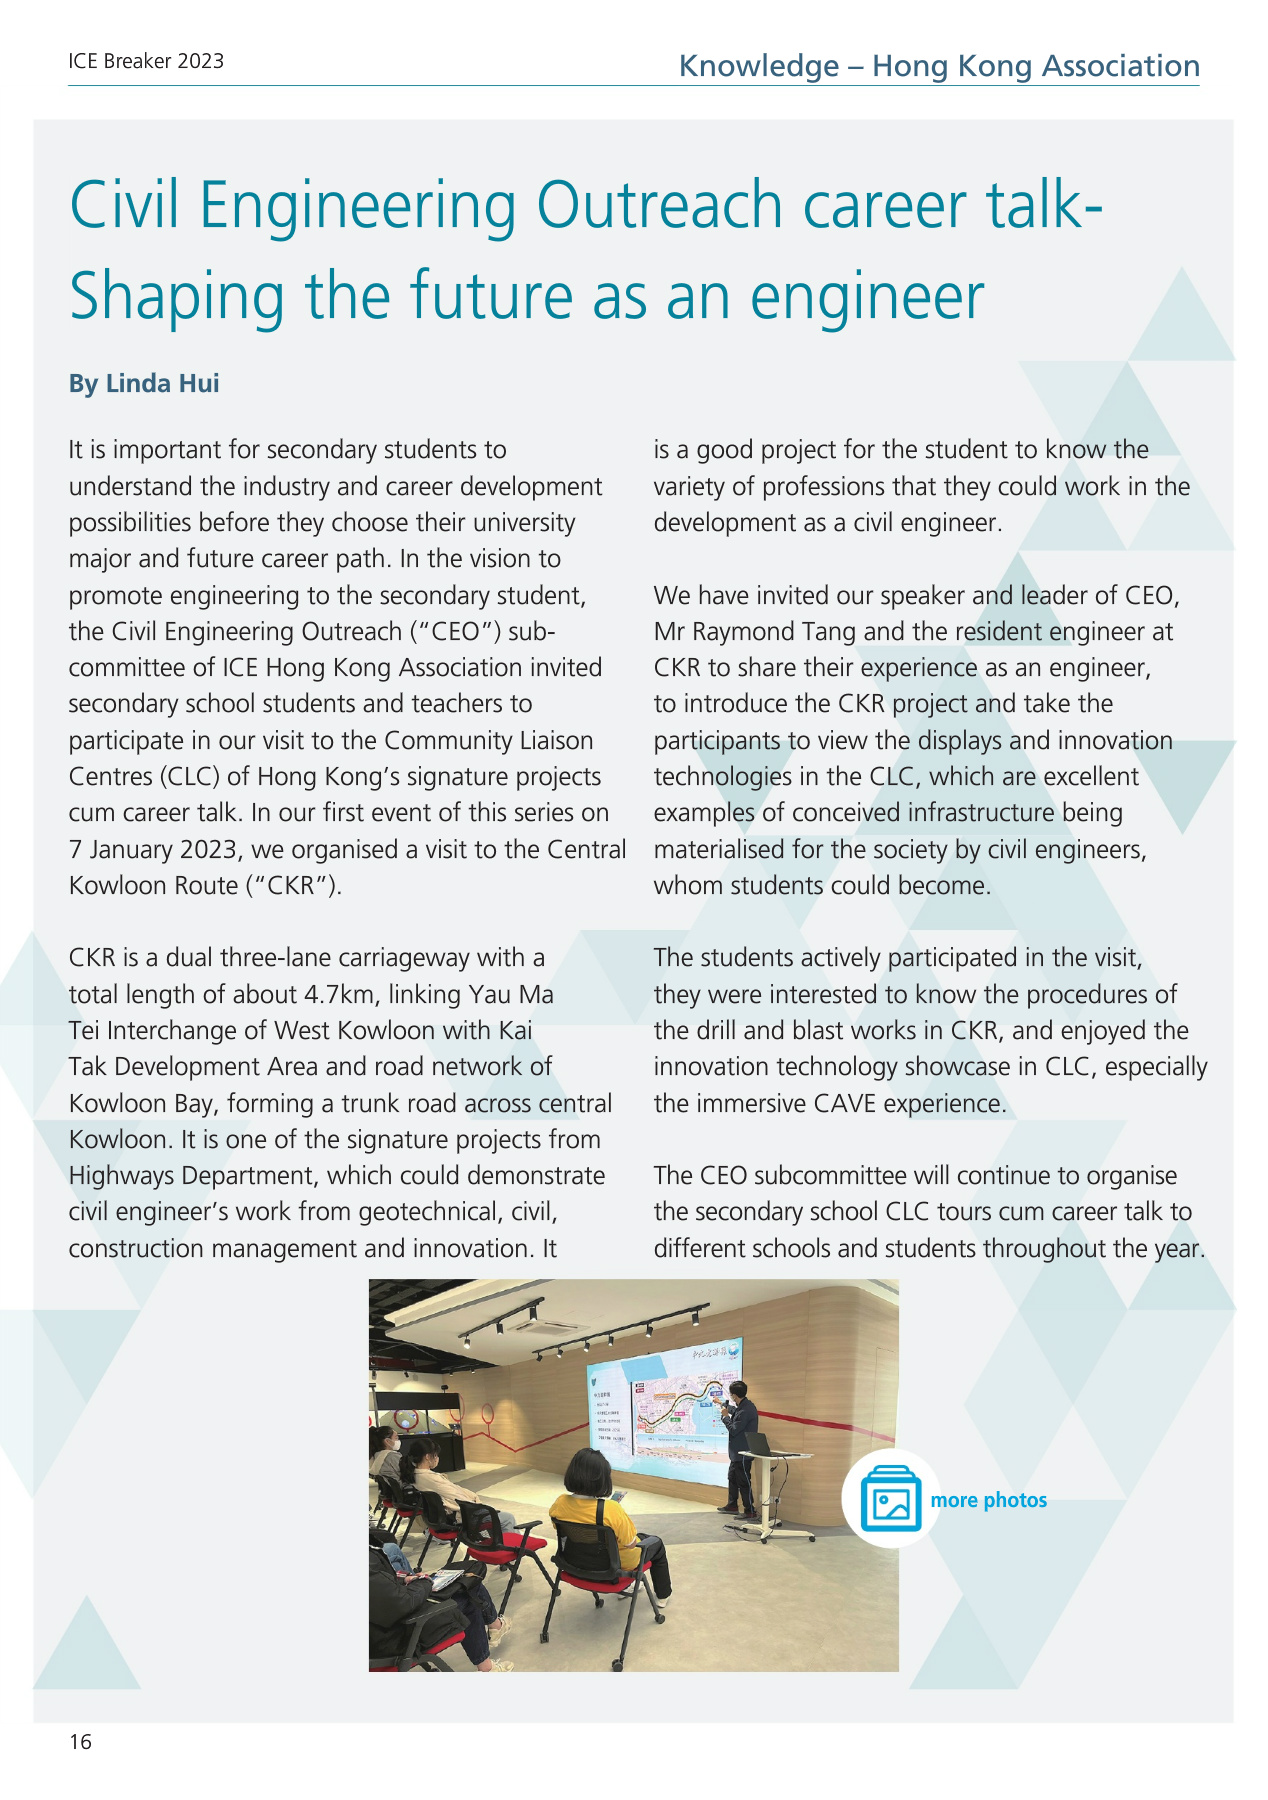 ICE Breaker 2023
Knowledge – Hong Kong Association
Civil Engineering Outreach career talk-
Shaping the future as an engineer
By Linda Hui
It is important for secondary students to
understand the industry and career development
possibilities before they choose their university
major and future career path. In the vision to
promote engineering to the secondary student,
the Civil Engineering Outreach (“CEO”) sub-
committee of ICE Hong Kong Association invited
secondary school students and teachers to
participate in our visit to the Community Liaison
Centres (CLC) of Hong Kong’s signature projects
cum career talk. In our first event of this series on
7 January 2023, we organised a visit to the Central
Kowloon Route (“CKR”).
CKR is a dual three-lane carriageway with a
total length of about 4.7km, linking Yau Ma
Tei Interchange of West Kowloon with Kai
Tak Development Area and road network of
Kowloon Bay, forming a trunk road across central
Kowloon. It is one of the signature projects from
Highways Department, which could demonstrate
civil engineer’s work from geotechnical, civil,
construction management and innovation. It
is a good project for the student to know the
variety of professions that they could work in the
development as a civil engineer.
We have invited our speaker and leader of CEO,
Mr Raymond Tang and the resident engineer at
CKR to share their experience as an engineer,
to introduce the CKR project and take the
participants to view the displays and innovation
technologies in the CLC, which are excellent
examples of conceived infrastructure being
materialised for the society by civil engineers,
whom students could become.
The students actively participated in the visit,
they were interested to know the procedures of
the drill and blast works in CKR, and enjoyed the
innovation technology showcase in CLC, especially
the immersive CAVE experience.
The CEO subcommittee will continue to organise
the secondary school CLC tours cum career talk to
different schools and students throughout the year.
more photos
16